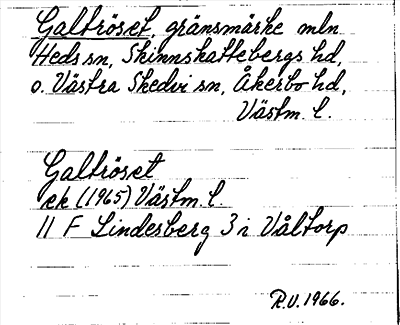 Galtröset, gränsmärke mln
Heds sn, Skinnskattebergs hd,
o. Västra Skedvi sn, Åkerbo hd,
Västm. l.
Galtröset
ek (1965) Västm. l.
11 F Lindesberg 3 i Våltorp
R.V. 1966.